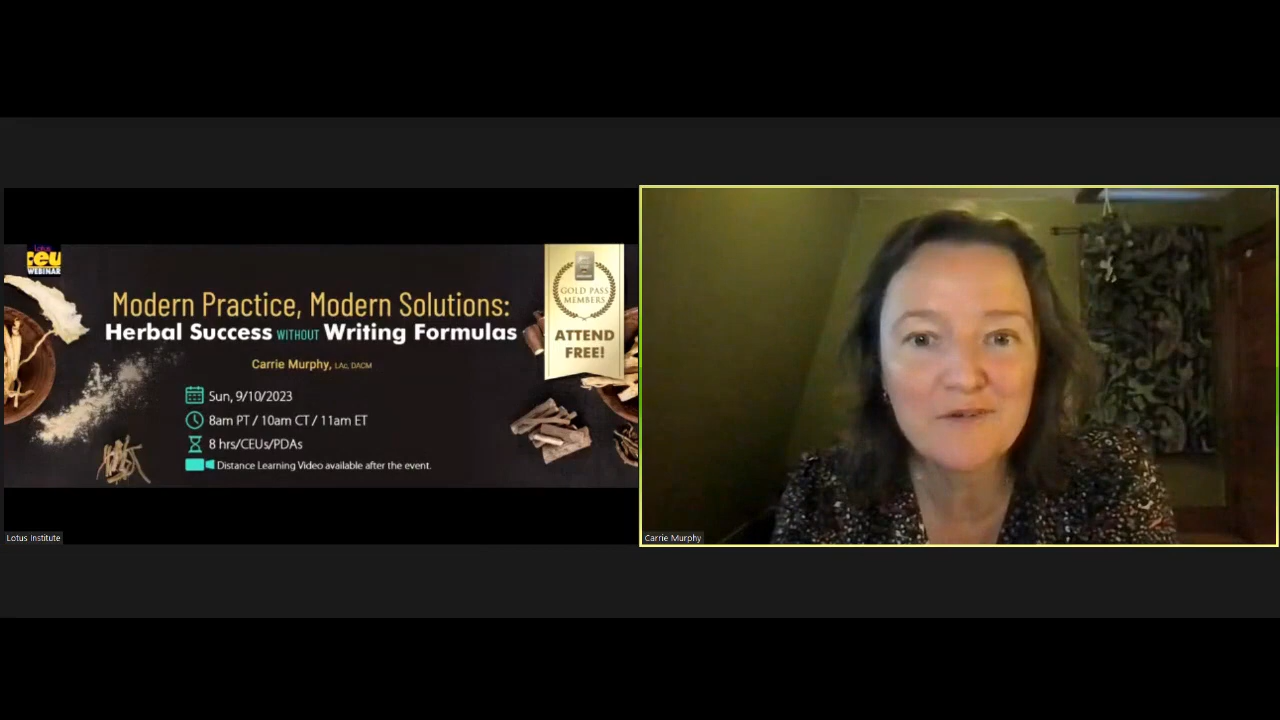 Lotus
ceu
WEBINAR
Modern Practice, Modern Solutions:
Herbal Success WITHOUT Writing Formulas
Carrie Murphy, LAc, DACM
Sun, 9/10/2023
8am PT / 10am CT / 11am ET
8 hrs/CEUs/PDAs
Distance Learning Video available after the event.
GOLD PASS
MEMBERS
ATTEND
FREE!
Lotus Institute
Carrie Murphy